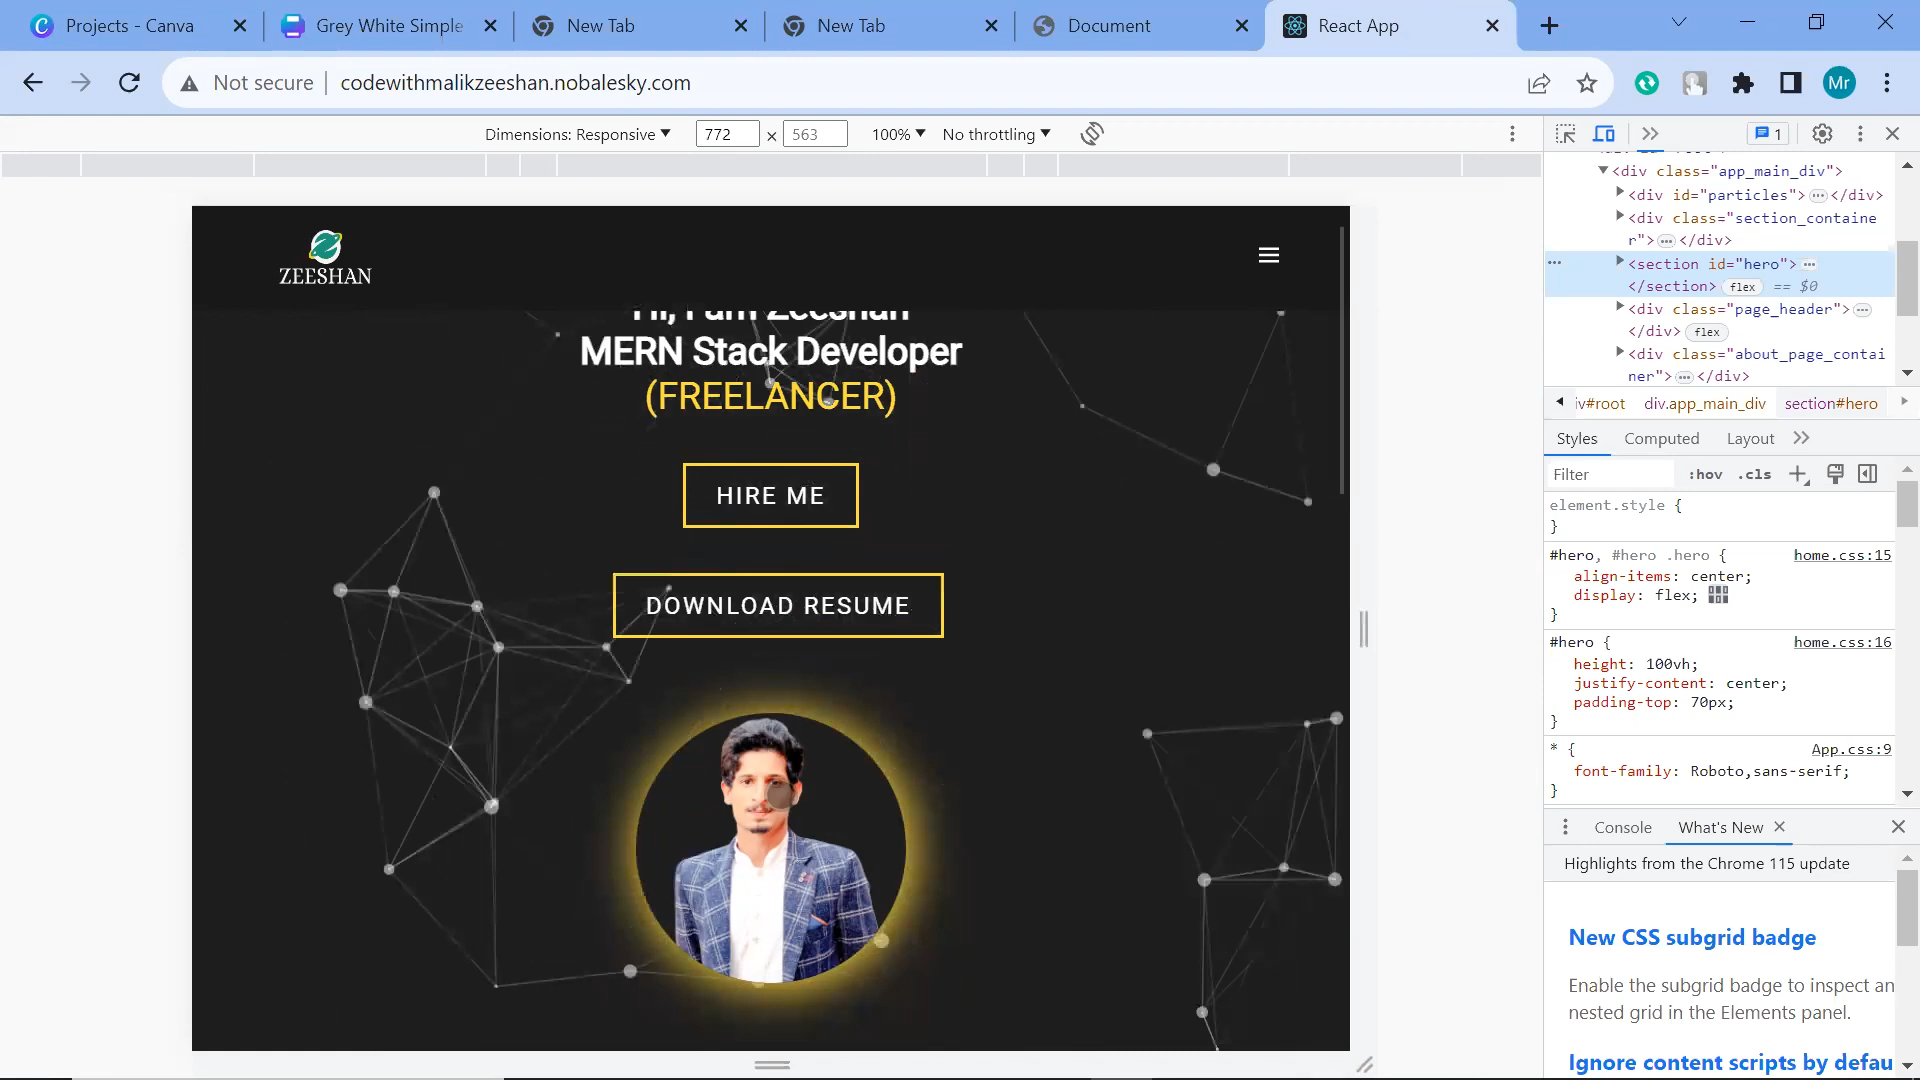 Projects - Canva
Grey White Simple
New Tab
New Tab
Document
React App
Not secure
codewithmalikzeeshan.nobalesky.com
Mr
Dimensions: Responsive
772
x
563
100%
No throttling
1
<div class="app_main_div">
<div id="particles"> … </div>
<div class="section_containe
r"> … </div>
… <section id="hero"> …
</section> flex == $0
<div class="page_header"> …
</div> flex
<div class="about_page_contai
ner"> … </div>
iv#root
div.app_main_div
section#hero
Styles
Computed
Layout
Filter
:hov
.cls
element.style {
}
#hero, #hero .hero {
home.css:15
align-items: center;
display: flex;
}
#hero {
home.css:16
height: 100vh;
justify-content: center;
padding-top: 70px;
}
* {
App.css:9
font-family: Roboto,sans-serif;
}
Console
What's New
Highlights from the Chrome 115 update
New CSS subgrid badge
Enable the subgrid badge to inspect an
nested grid in the Elements panel.
Ignore content scripts by defau
ZEESHAN
Hi, I am Zeeshan
MERN Stack Developer
(FREELANCER)
HIRE ME
DOWNLOAD RESUME